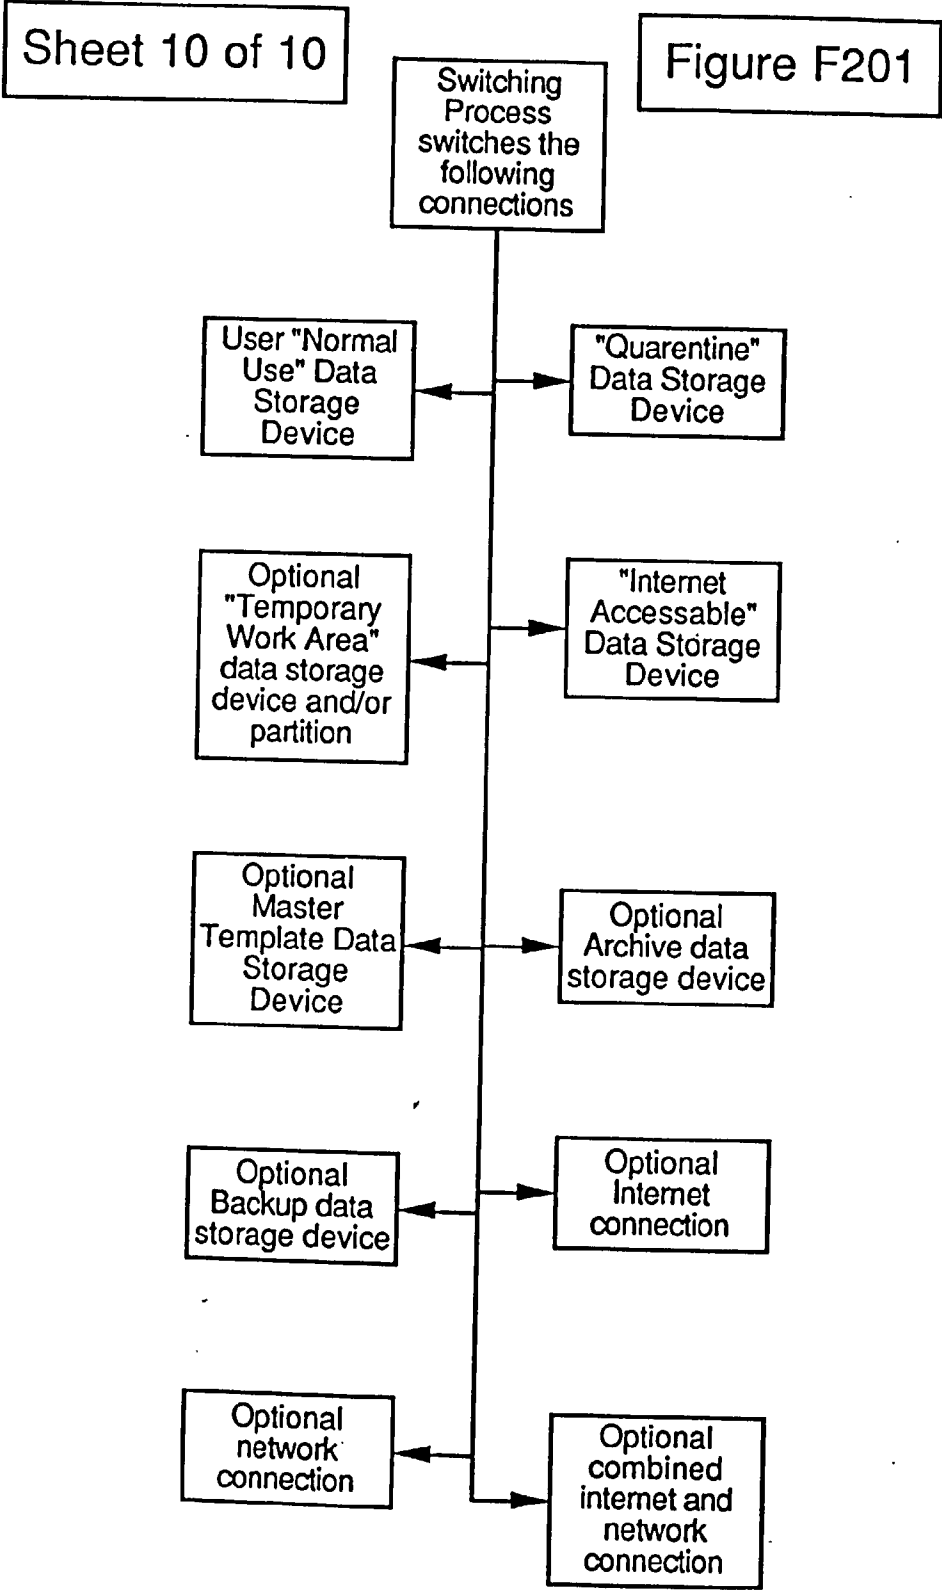 Sheet 10 of 10
Figure F201
Switching
Process
switches the
following
connections
User "Normal
Use" Data
Storage
Device
"Quarentine"
Data Storage
Device
Optional
"Temporary
Work Area"
data storage
device and/or
partition
"Internet
Accessable"
Data Storage
Device
Optional
Master
Template Data
Storage
Device
Optional
Archive data
storage device
Optional
Backup data
storage device
Optional
Internet
connection
Optional
network
connection
Optional
combined
internet and
network
connection